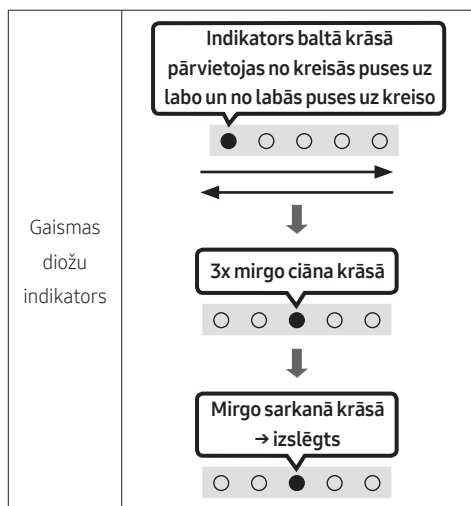 Gaismas
diožu
indikators
Indikators baltā krāsā
pārvietojas no kreisās puses uz
labo un no labās puses uz kreiso
3x mirgo ciāna krāsā
Mirgo sarkanā krāsā
→ izslēgts